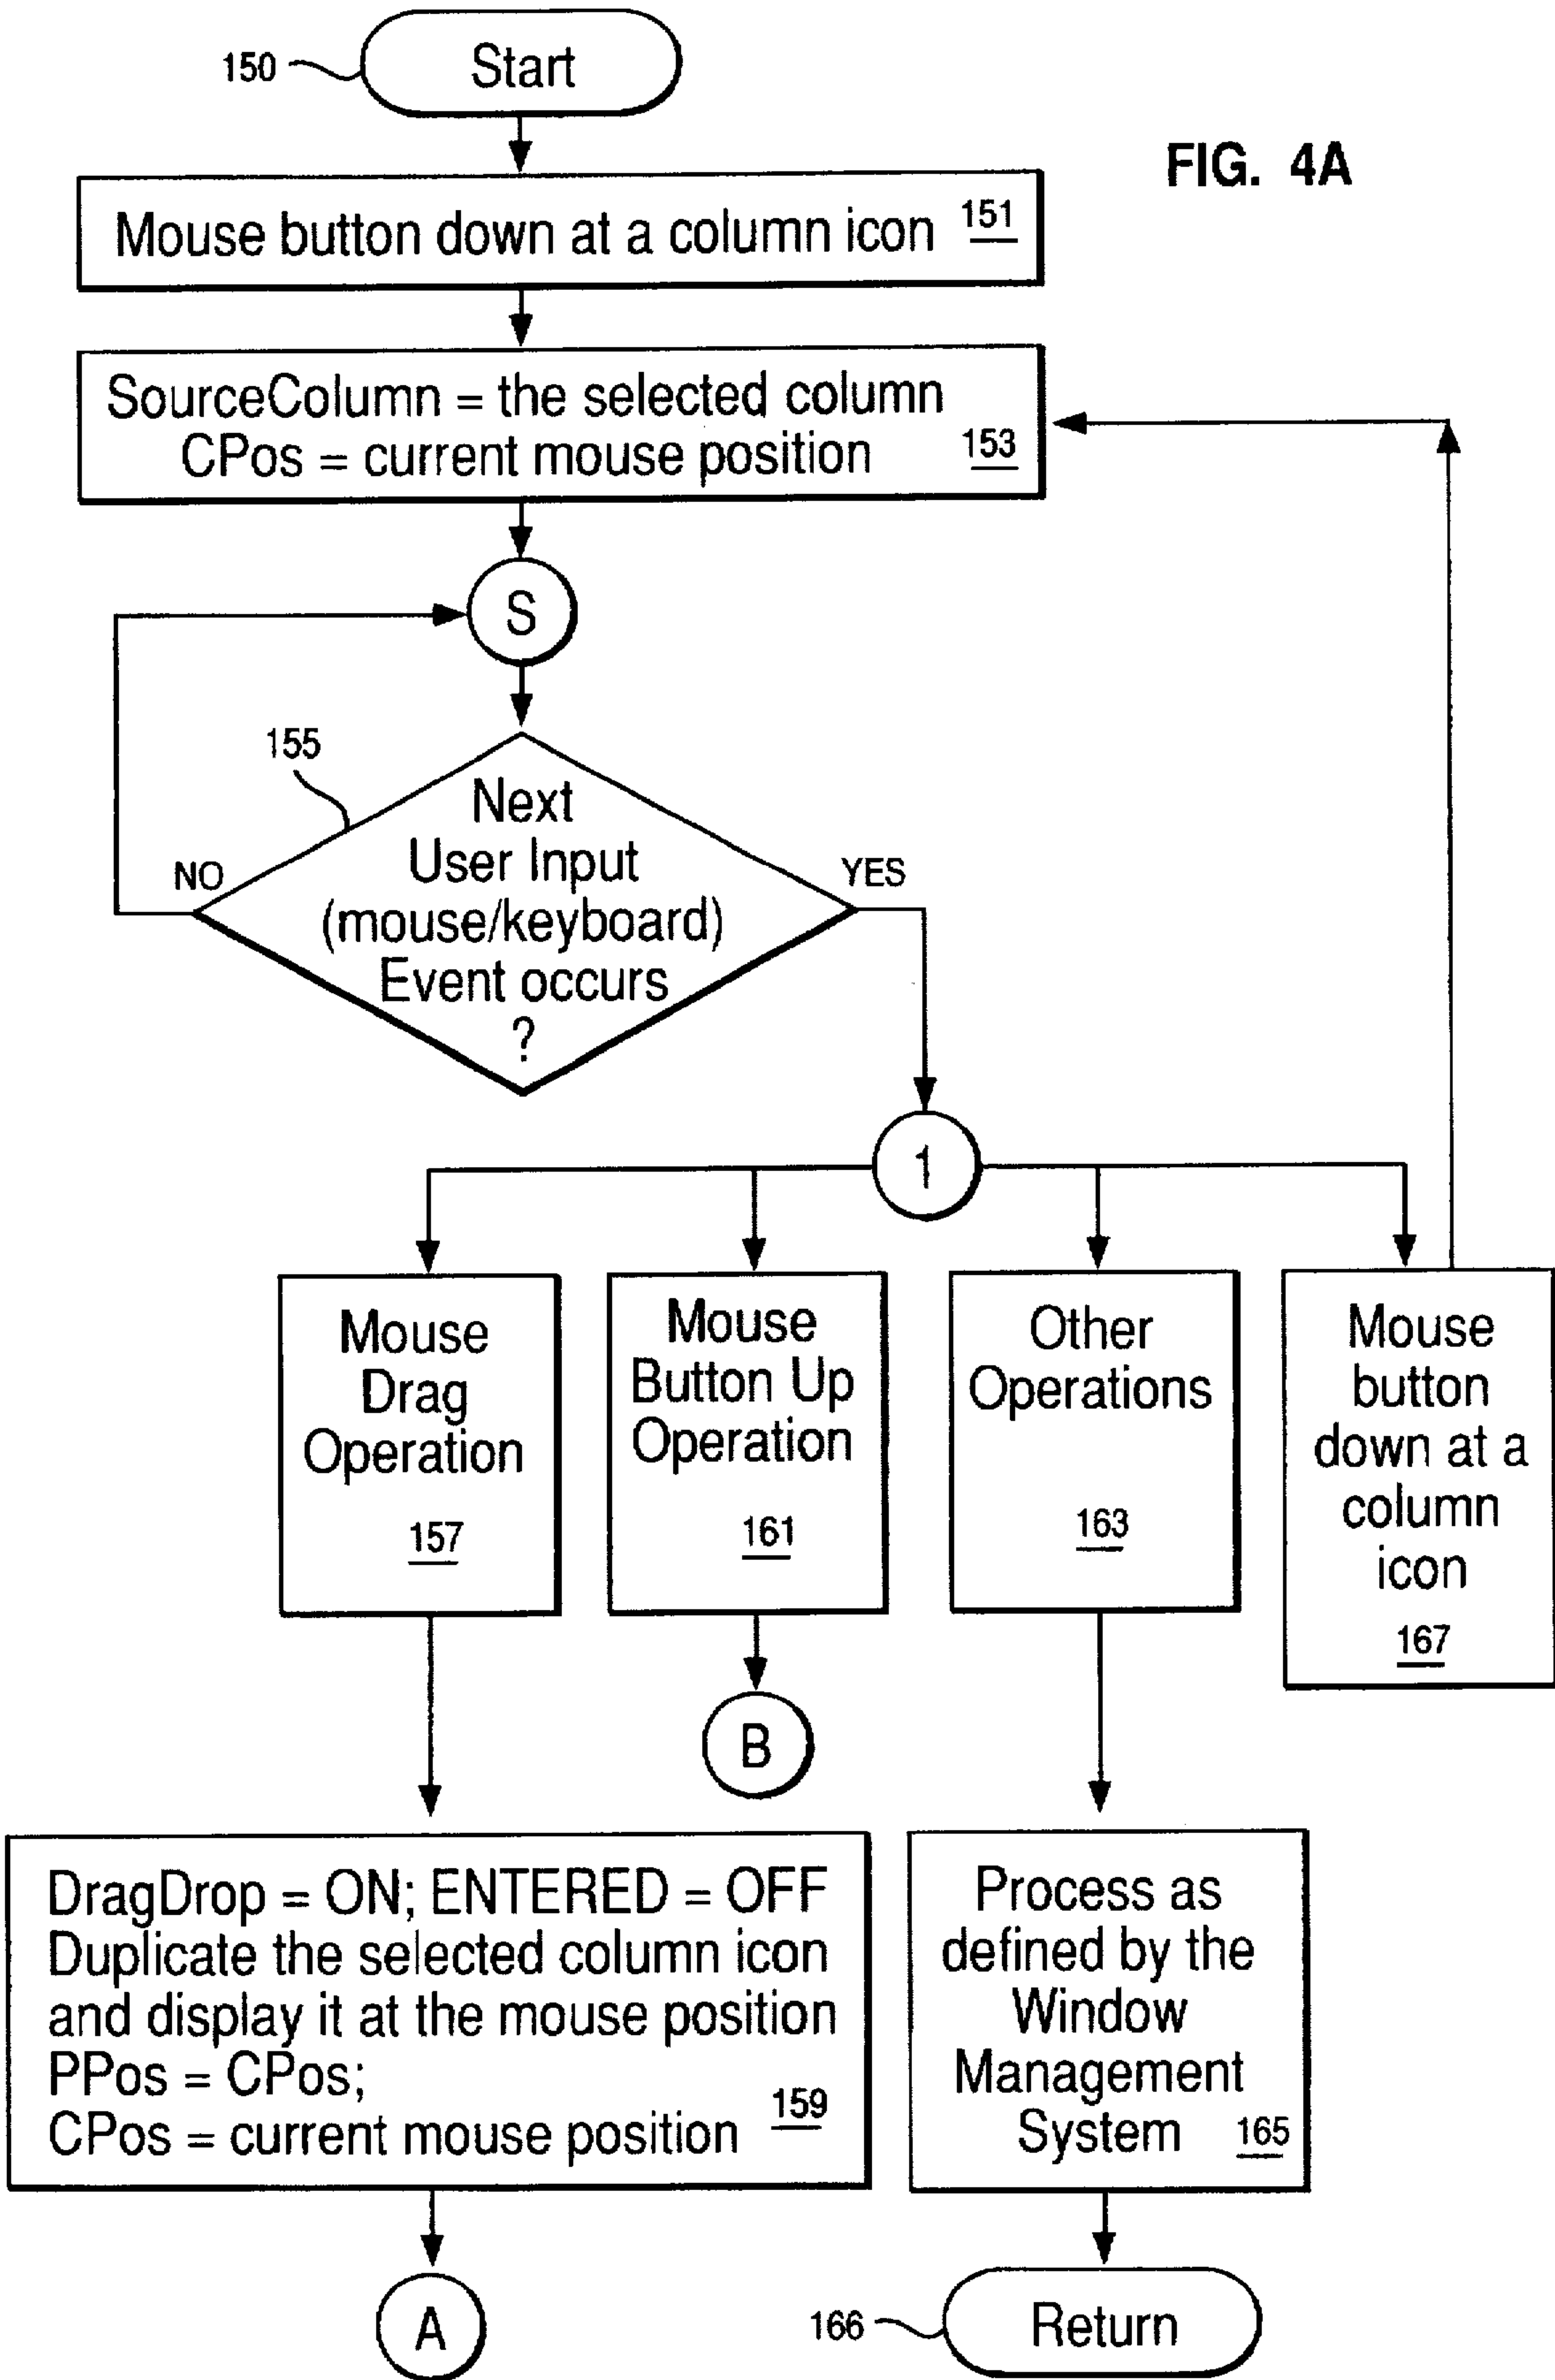 150
Start
FIG. 4A
Mouse button down at a column icon 151
SourceColumn = the selected column
CPos = current mouse position 153
S
155
Next
User Input
(mouse/keyboard)
Event occurs
?
NO
YES
1
Mouse
Drag
Operation
157
Mouse
Button Up
Operation
161
Other
Operations
163
Mouse
button
down at a
column
icon
167
B
DragDrop = ON; ENTERED = OFF
Duplicate the selected column icon
and display it at the mouse position
PPos = CPos;
CPos = current mouse position 159
Process as
defined by the
Window
Management
System 165
A
166
Return